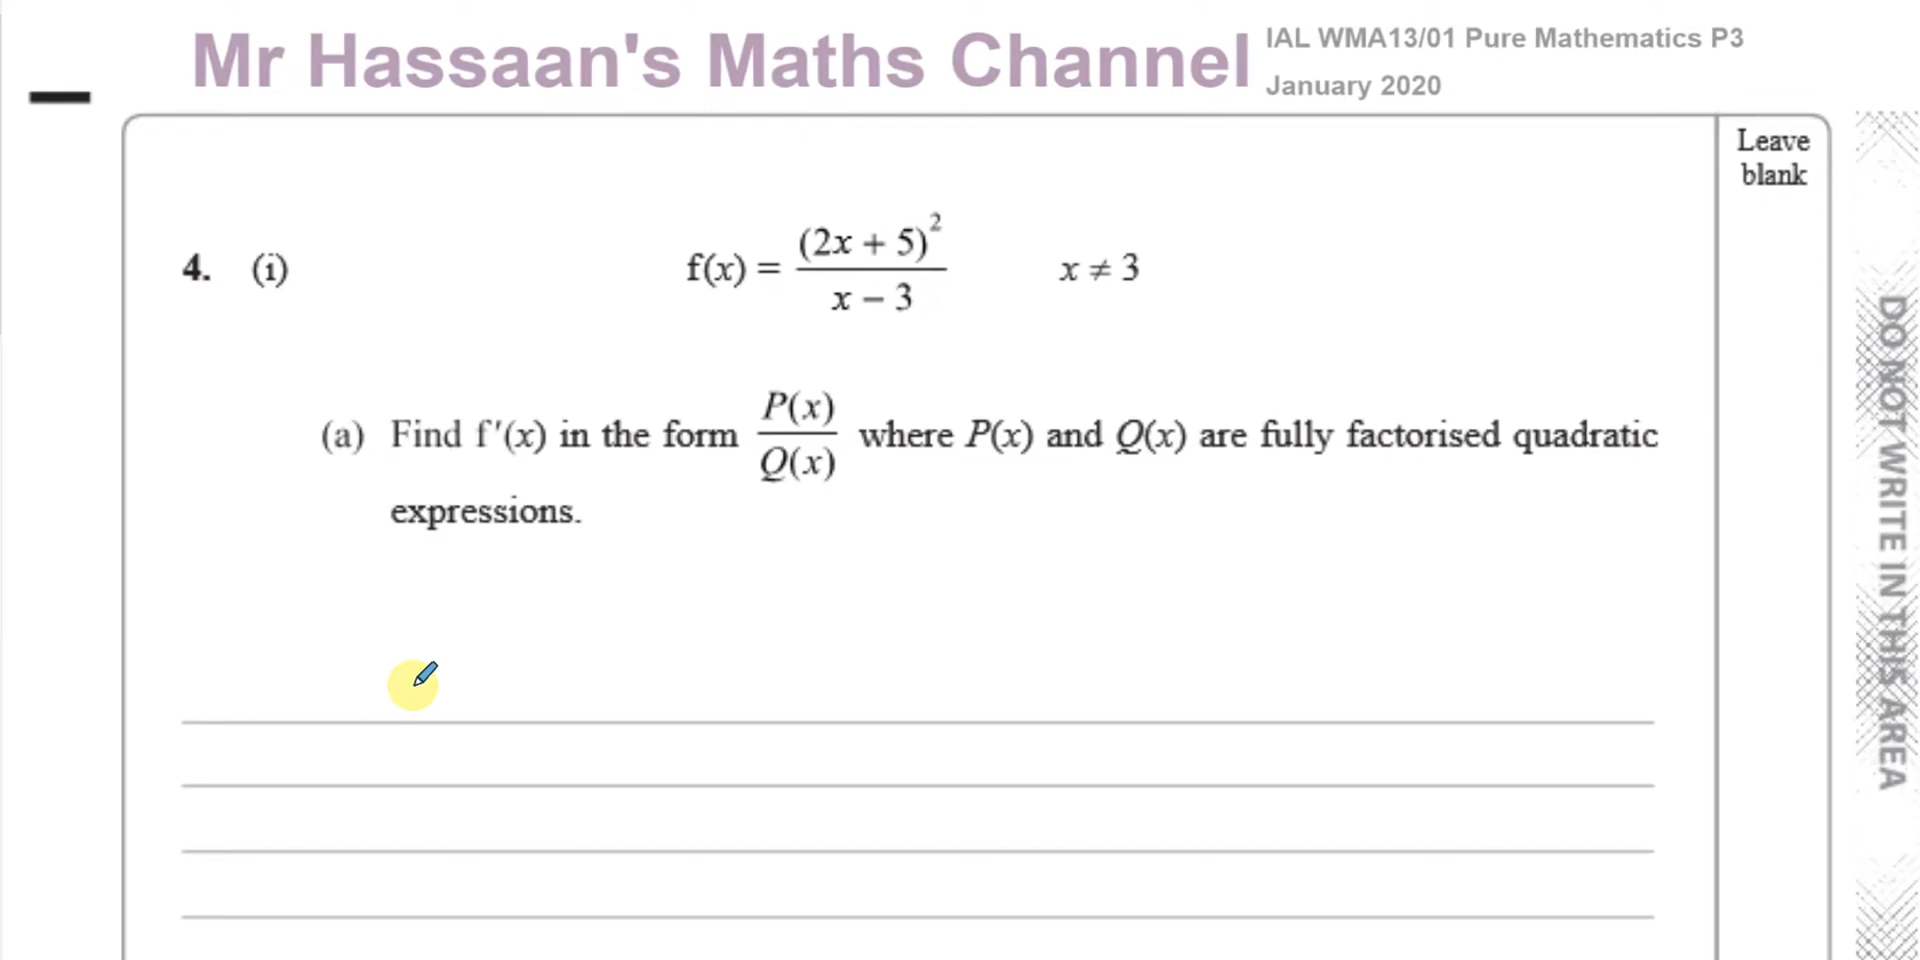 Mr Hassaan's Maths Channel
IAL WMA13/01 Pure Mathematics P3
January 2020
Leave
blank
4. (i) f(x) = (2x + 5)² / (x − 3) x ≠ 3
(a) Find f′(x) in the form P(x)/Q(x) where P(x) and Q(x) are fully factorised quadratic
expressions.
DO NOT WRITE IN THIS AREA